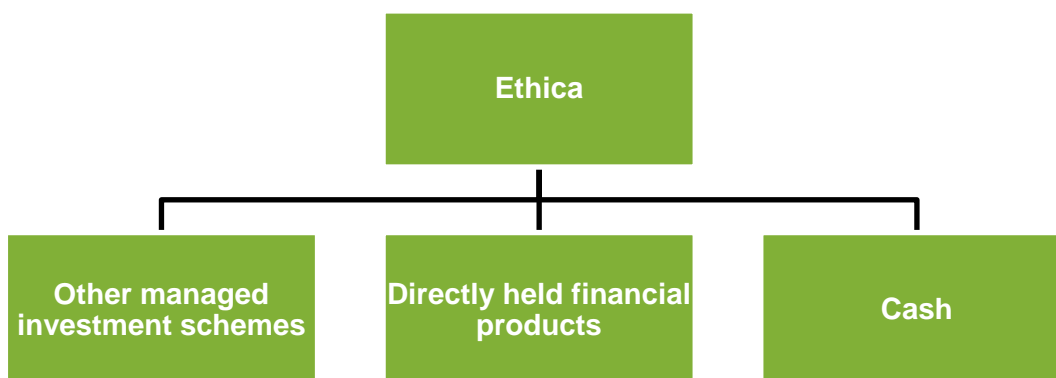 Ethica
Other managed
investment schemes
Directly held financial
products
Cash